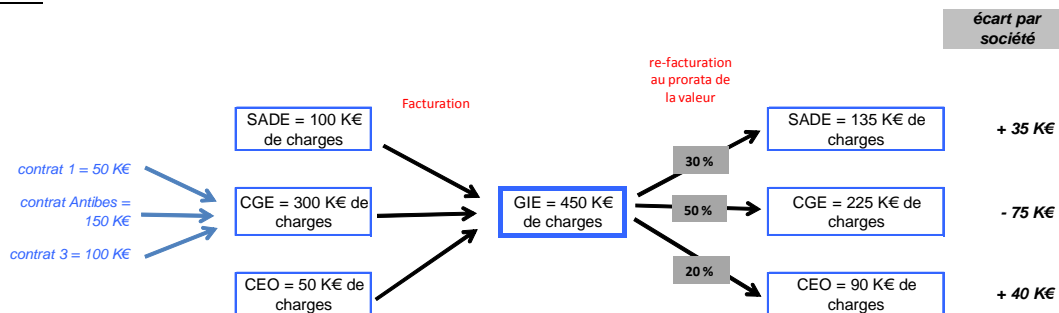 écart par
société
re-facturation
au prorata de
la valeur
Facturation
SADE = 100 K€
de charges
SADE = 135 K€ de
charges
+ 35 K€
30 %
contrat 1 = 50 K€
contrat Antibes =
150 K€
contrat 3 = 100 K€
CGE = 300 K€ de
charges
GIE = 450 K€
de charges
50 %
CGE = 225 K€ de
charges
- 75 K€
20 %
CEO = 50 K€ de
charges
CEO = 90 K€ de
charges
+ 40 K€